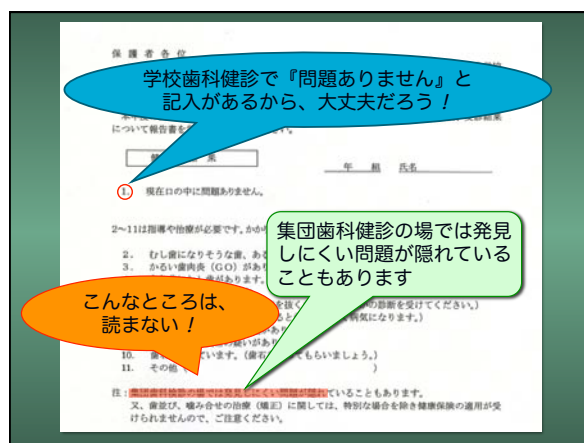 保護者各位
学校歯科健診で『問題ありません』と
記入があるから、大丈夫だろう！
について報告書を
年　組　氏名
1.　現在口の中に問題ありません。
2～11は指導や治療が必要です。かか
集団歯科健診の場では発見
しにくい問題が隠れている
こともあります
2.　むし歯になりそうな歯、ある
3.　かるい歯肉炎（GO）があり
こんなところは、
読まない！
を抜く
の診断を受けてください。）
病気になります。）
10.
ています。（歯石
てもらいましょう。）
11.　その他（　　　）
注：集団歯科検診の場では発見しにくい問題が隠れていることもあります。
又、歯並び、噛み合せの治療（矯正）に関しては、特別な場合を除き健康保険の適用が受
けられませんので、ご注意ください。